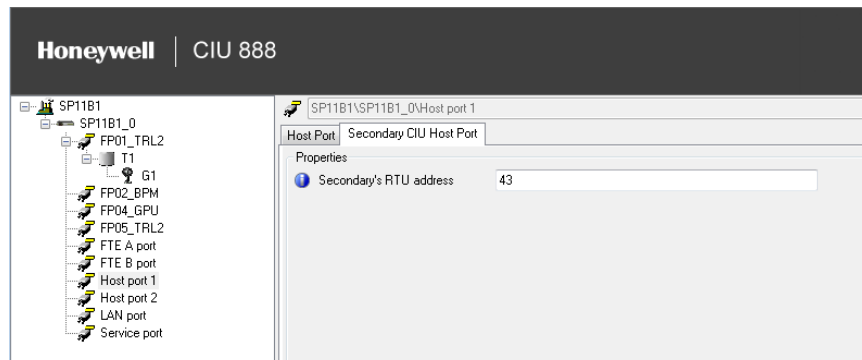 Honeywell | CIU 888
SP11B1
SP11B1_0
FP01_TRL2
T1
G1
FP02_BPM
FP04_GPU
FP05_TRL2
FTE A port
FTE B port
Host port 1
Host port 2
LAN port
Service port
SP11B1\SP11B1_0\Host port 1
Host Port Secondary CIU Host Port
Properties
Secondary's RTU address 43